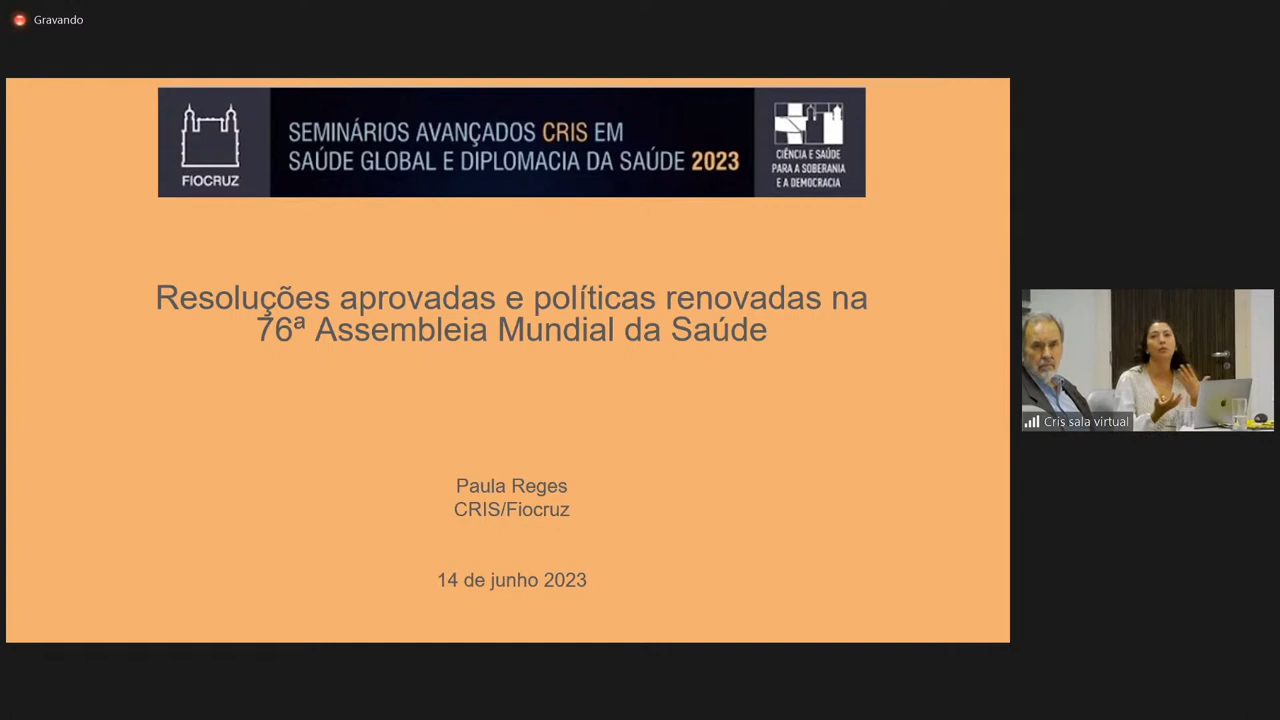 Gravando
FIOCRUZ
SEMINÁRIOS AVANÇADOS CRIS EM
SAÚDE GLOBAL E DIPLOMACIA DA SAÚDE 2023
CIÊNCIA E SAÚDE
PARA A SOBERANIA
E A DEMOCRACIA
Resoluções aprovadas e políticas renovadas na
76ª Assembleia Mundial da Saúde
Paula Reges
CRIS/Fiocruz
14 de junho 2023
Cris sala virtual